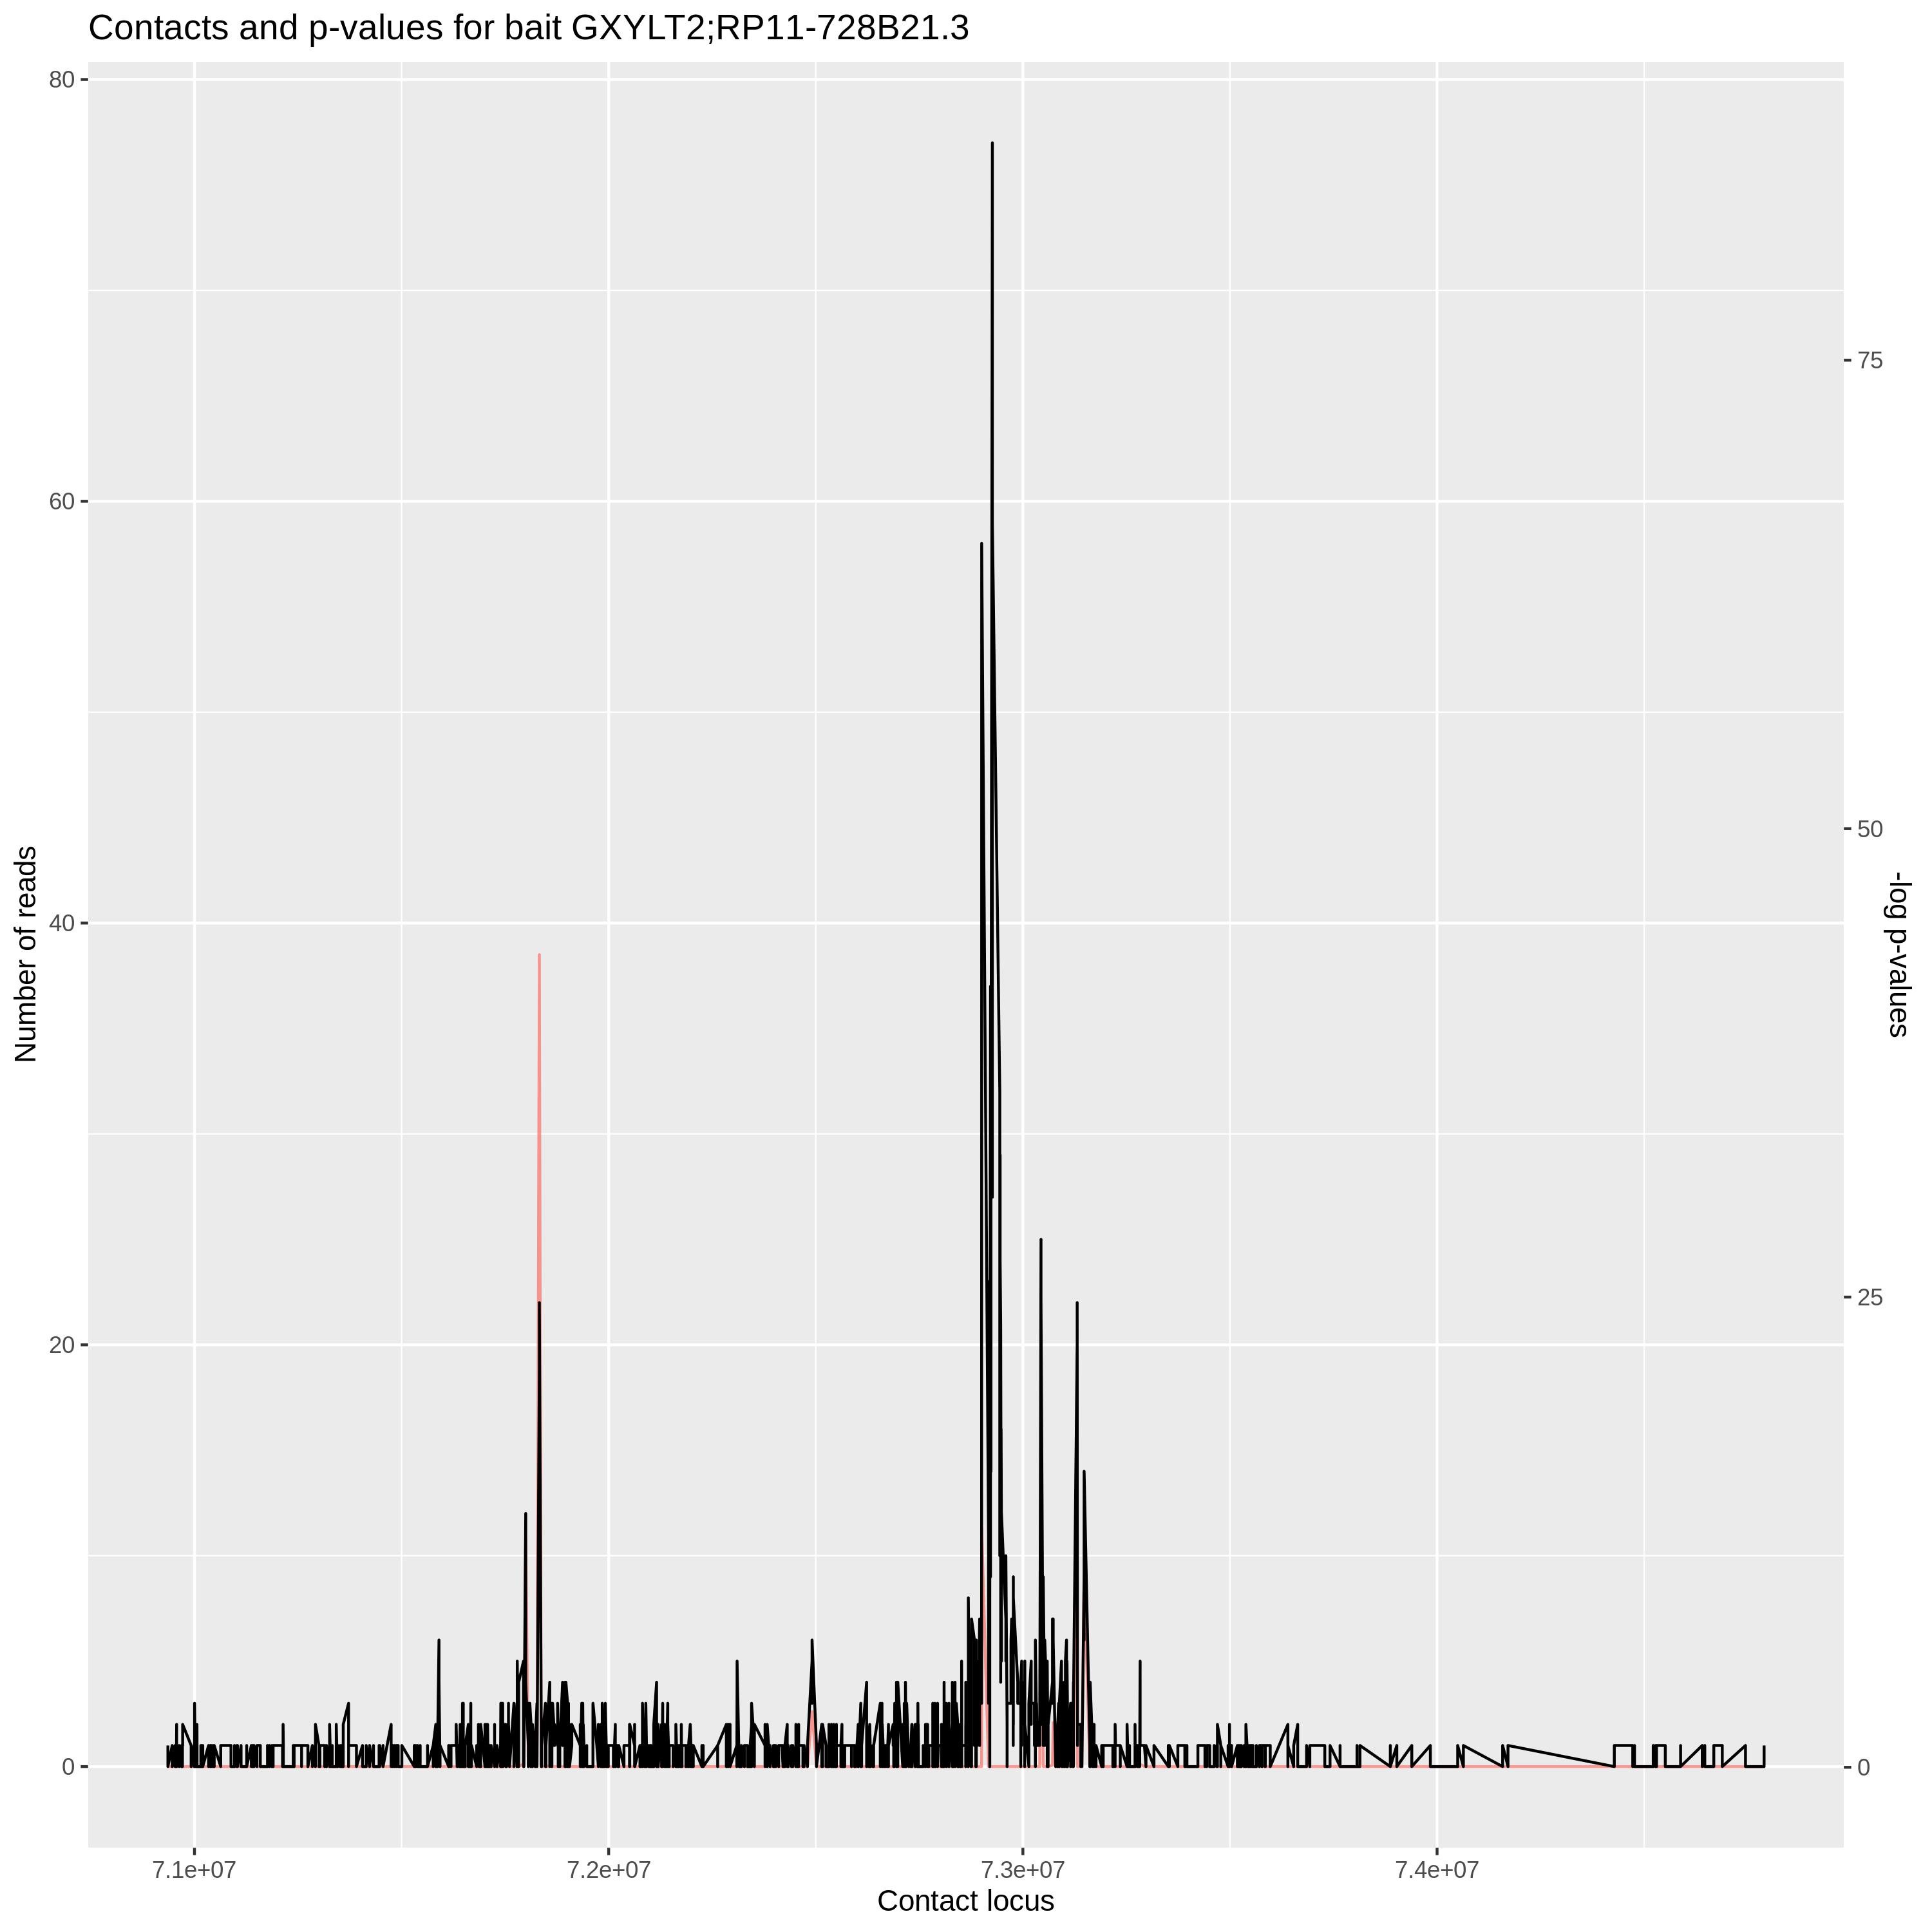 Contacts and p-values for bait GXYLT2;RP11-728B21.3
80
60
40
20
0
Number of reads
75
50
25
0
-log p-values
7.1e+07 7.2e+07 7.3e+07 7.4e+07
Contact locus